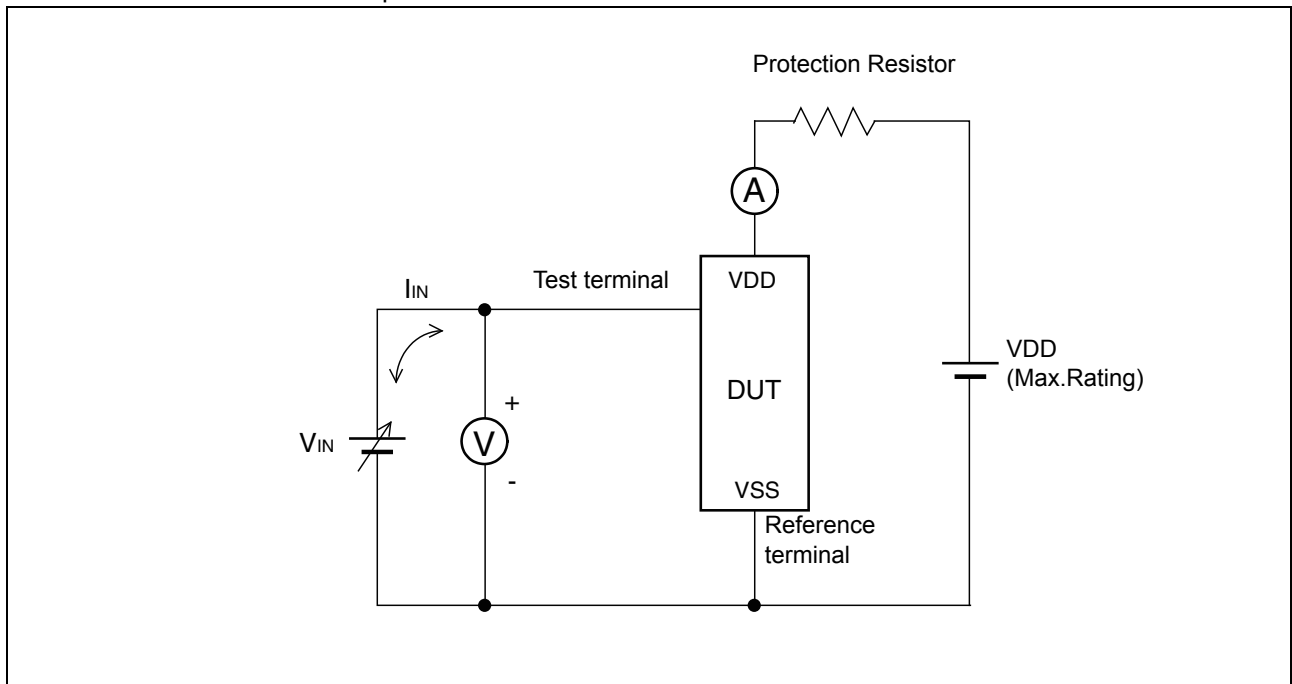 Protection Resistor
A
Test terminal
VDD
IIN
VDD
(Max.Rating)
DUT
+
VIN
V
-
VSS
Reference
terminal